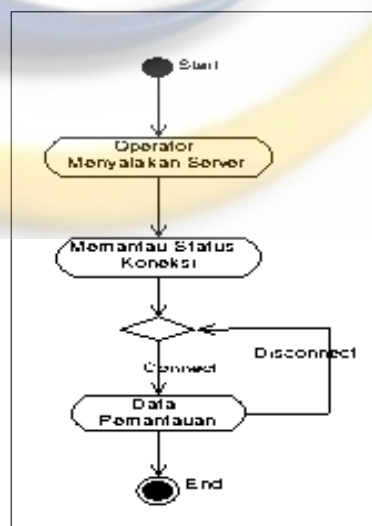 Start
Operator
Menyalakan Server
Memantau Status
Koneksi
Disconnect
Connect
Data
Pemantauan
End